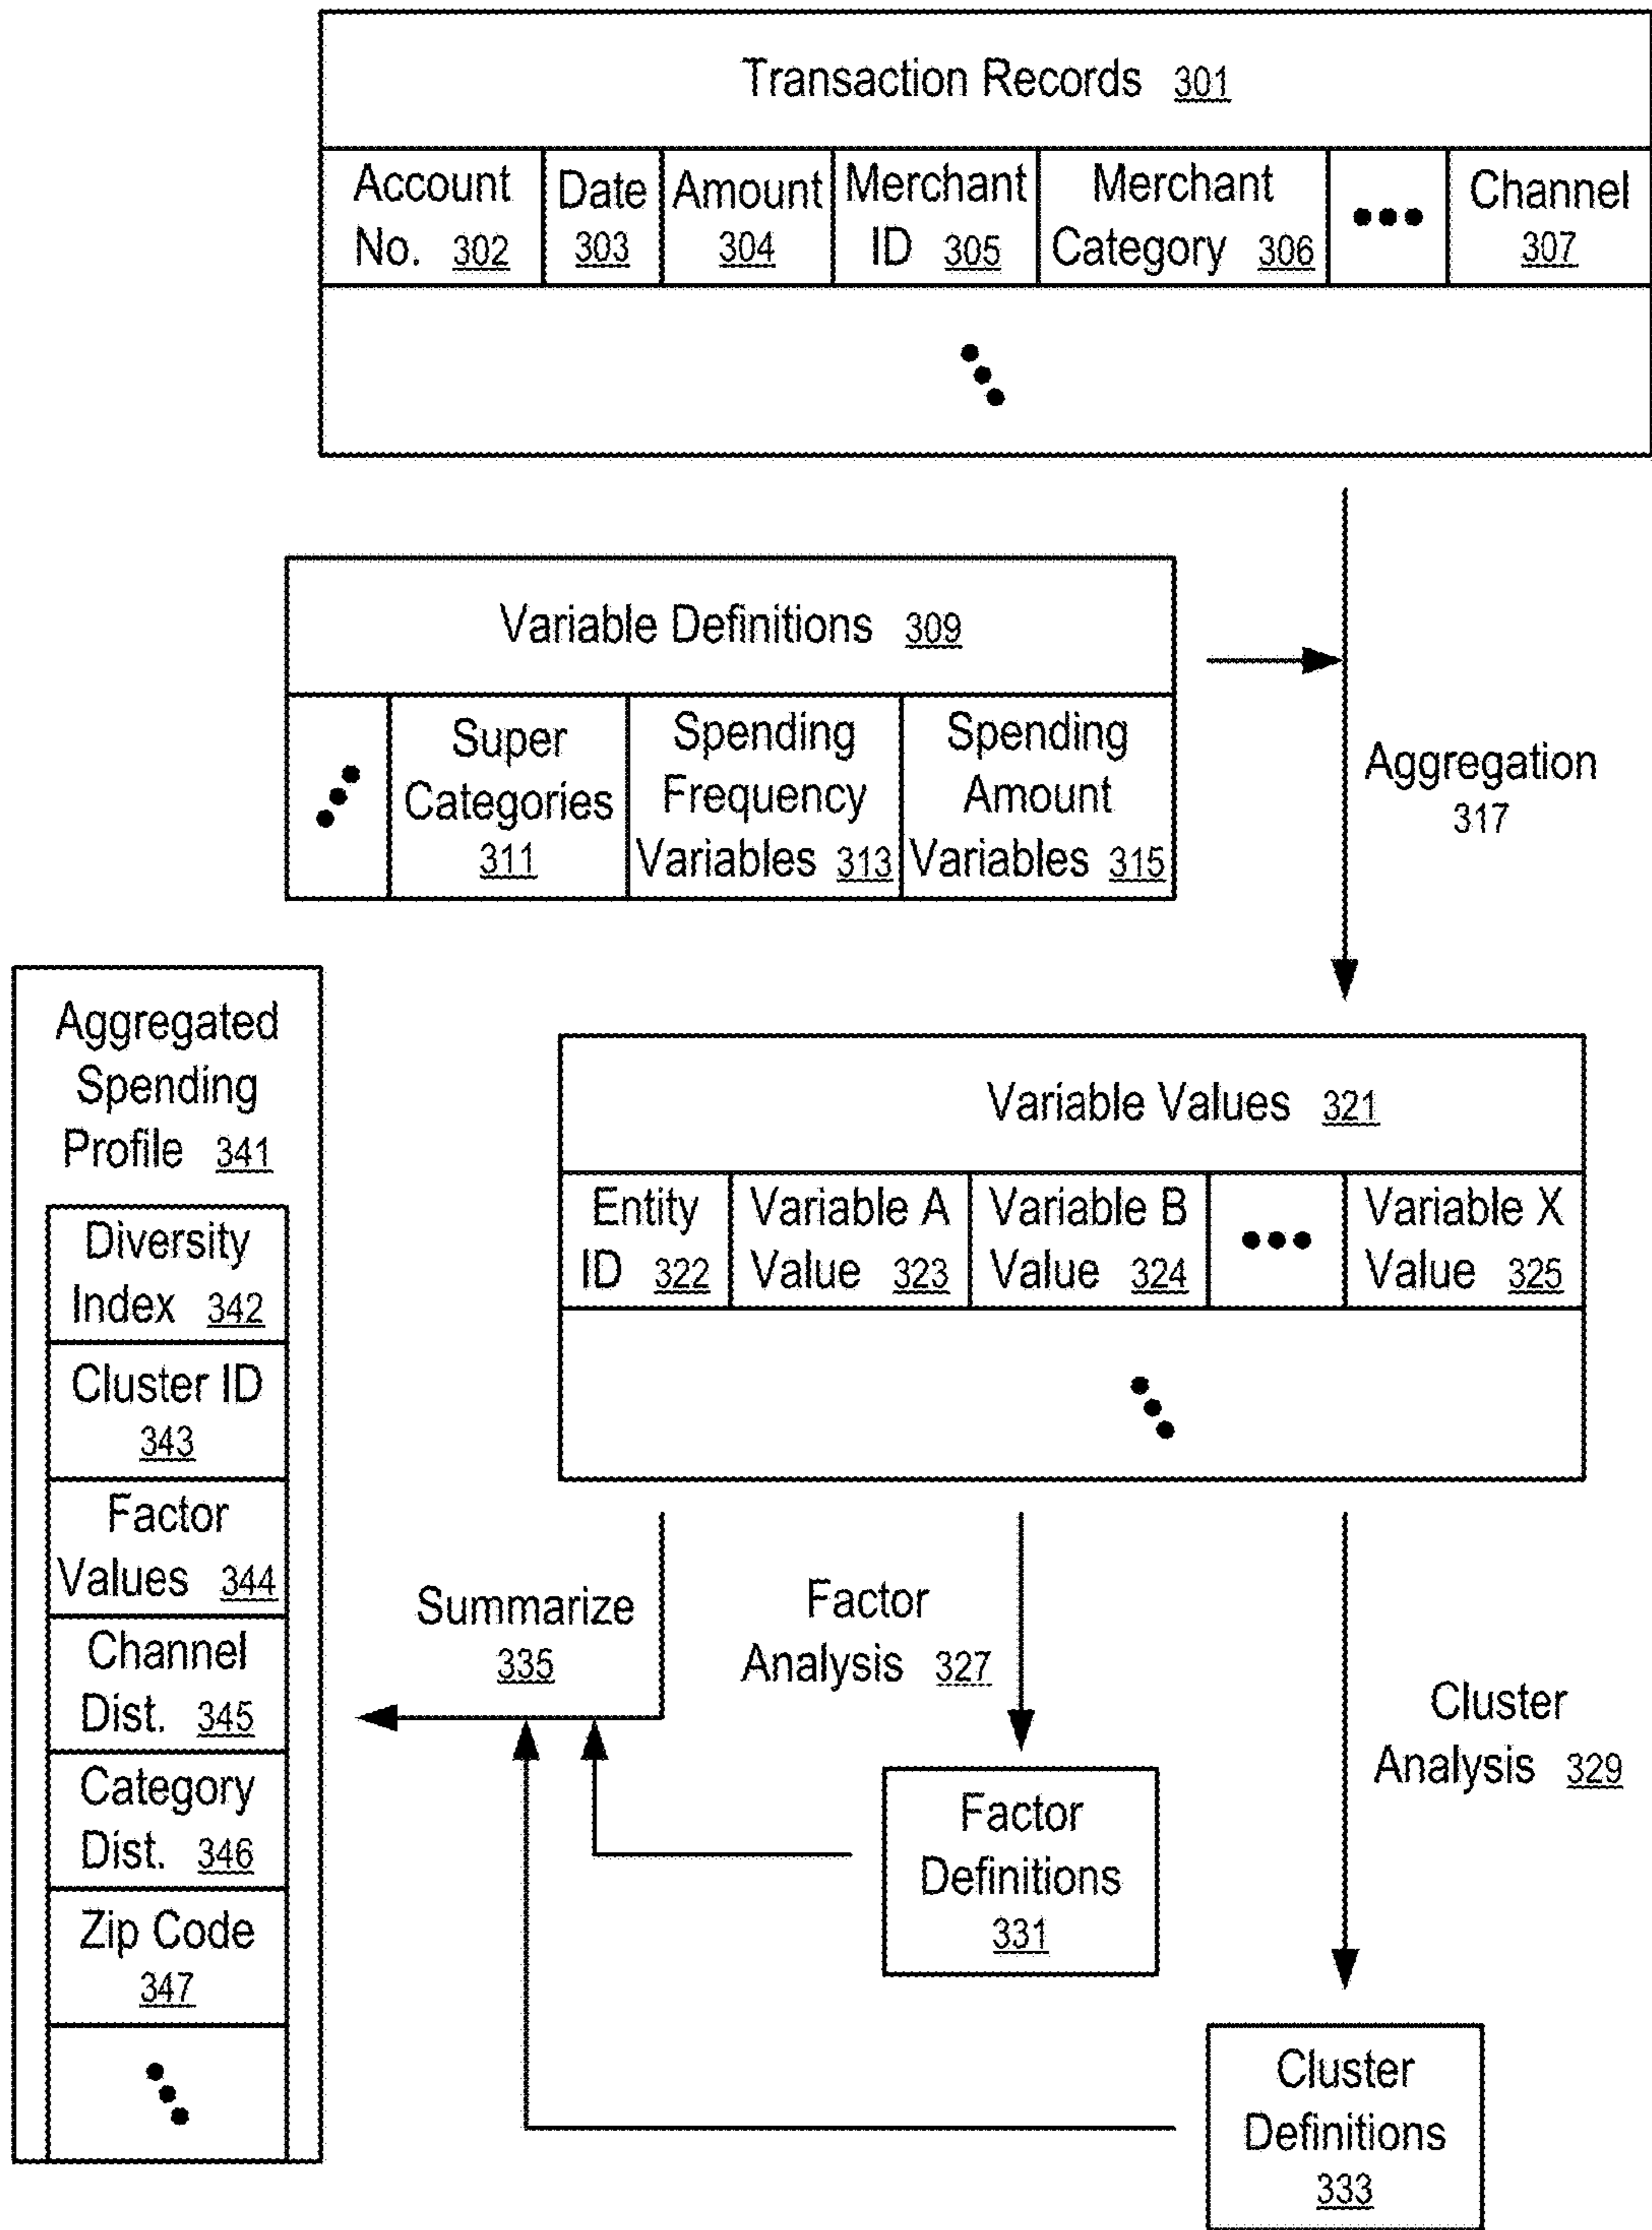 Transaction Records 301
Account
No. 302
Date
303
Amount
304
Merchant
ID 305
Merchant
Category 306
Channel
307
Variable Definitions 309
Super
Categories
311
Spending
Frequency
Variables 313
Spending
Amount
Variables 315
Aggregation
317
Aggregated
Spending
Profile 341
Diversity
Index 342
Cluster ID
343
Factor
Values 344
Channel
Dist. 345
Category
Dist. 346
Zip Code
347
Variable Values 321
Entity
ID 322
Variable A
Value 323
Variable B
Value 324
Variable X
Value 325
Summarize
335
Factor
Analysis 327
Cluster
Analysis 329
Factor
Definitions
331
Cluster
Definitions
333